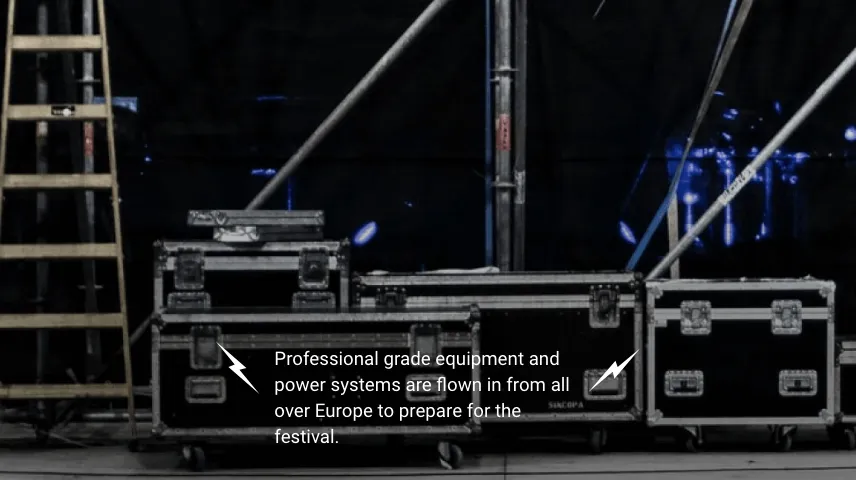 Professional grade equipment and
power systems are flown in from all
over Europe to prepare for the
festival.